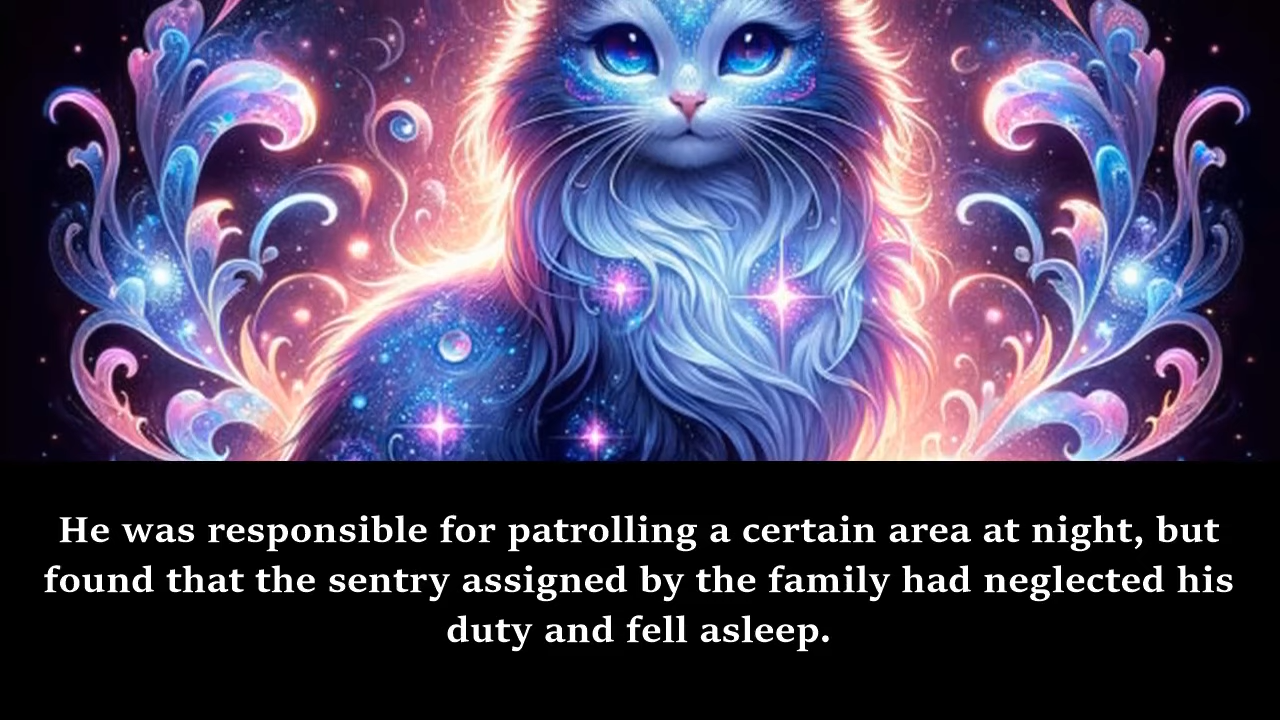 He was responsible for patrolling a certain area at night, but
found that the sentry assigned by the family had neglected his
duty and fell asleep.